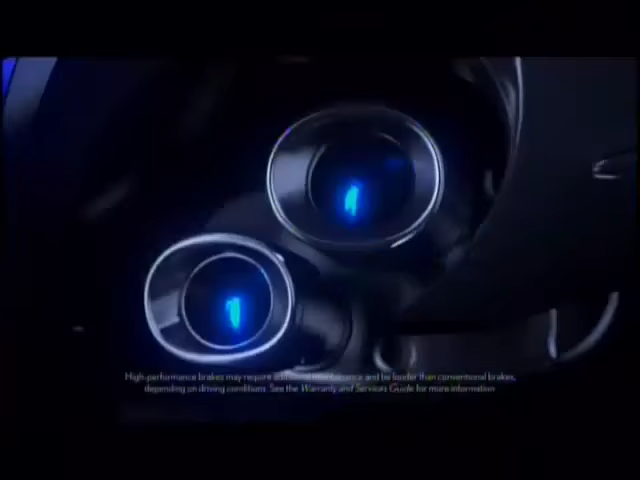 High-performance brakes may require additional maintenance and be louder than conventional brakes,
depending on driving conditions. See the Warranty and Services Guide for more information